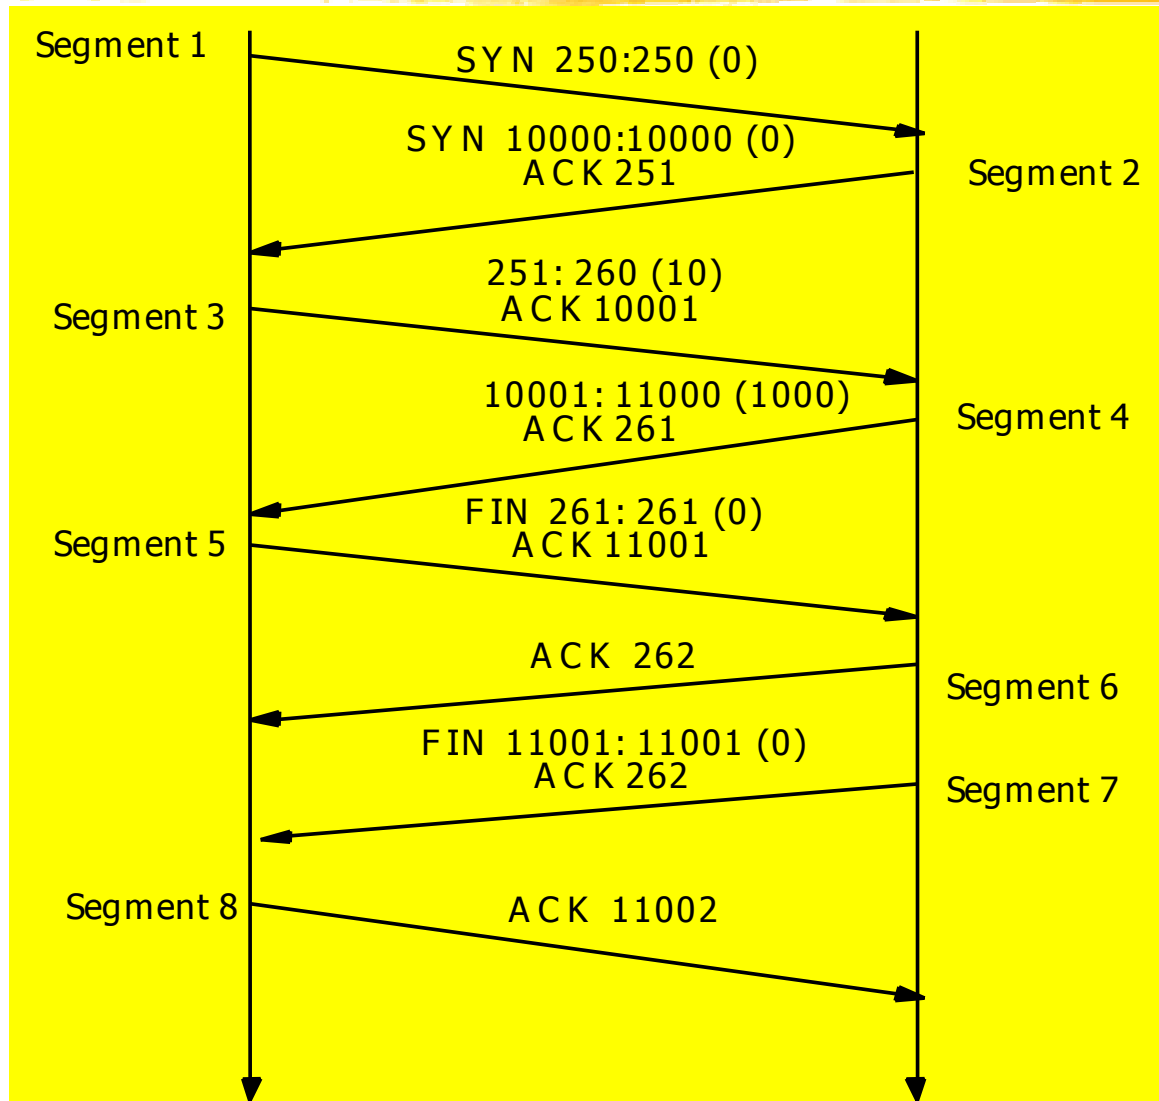 Segment 1
SYN 250:250 (0)
SYN 10000:10000 (0)
ACK 251
Segment 2
251: 260 (10)
ACK 10001
Segment 3
10001: 11000 (1000)
ACK 261
Segment 4
FIN 261: 261 (0)
ACK 11001
Segment 5
ACK 262
Segment 6
FIN 11001: 11001 (0)
ACK 262
Segment 7
Segment 8
ACK 11002